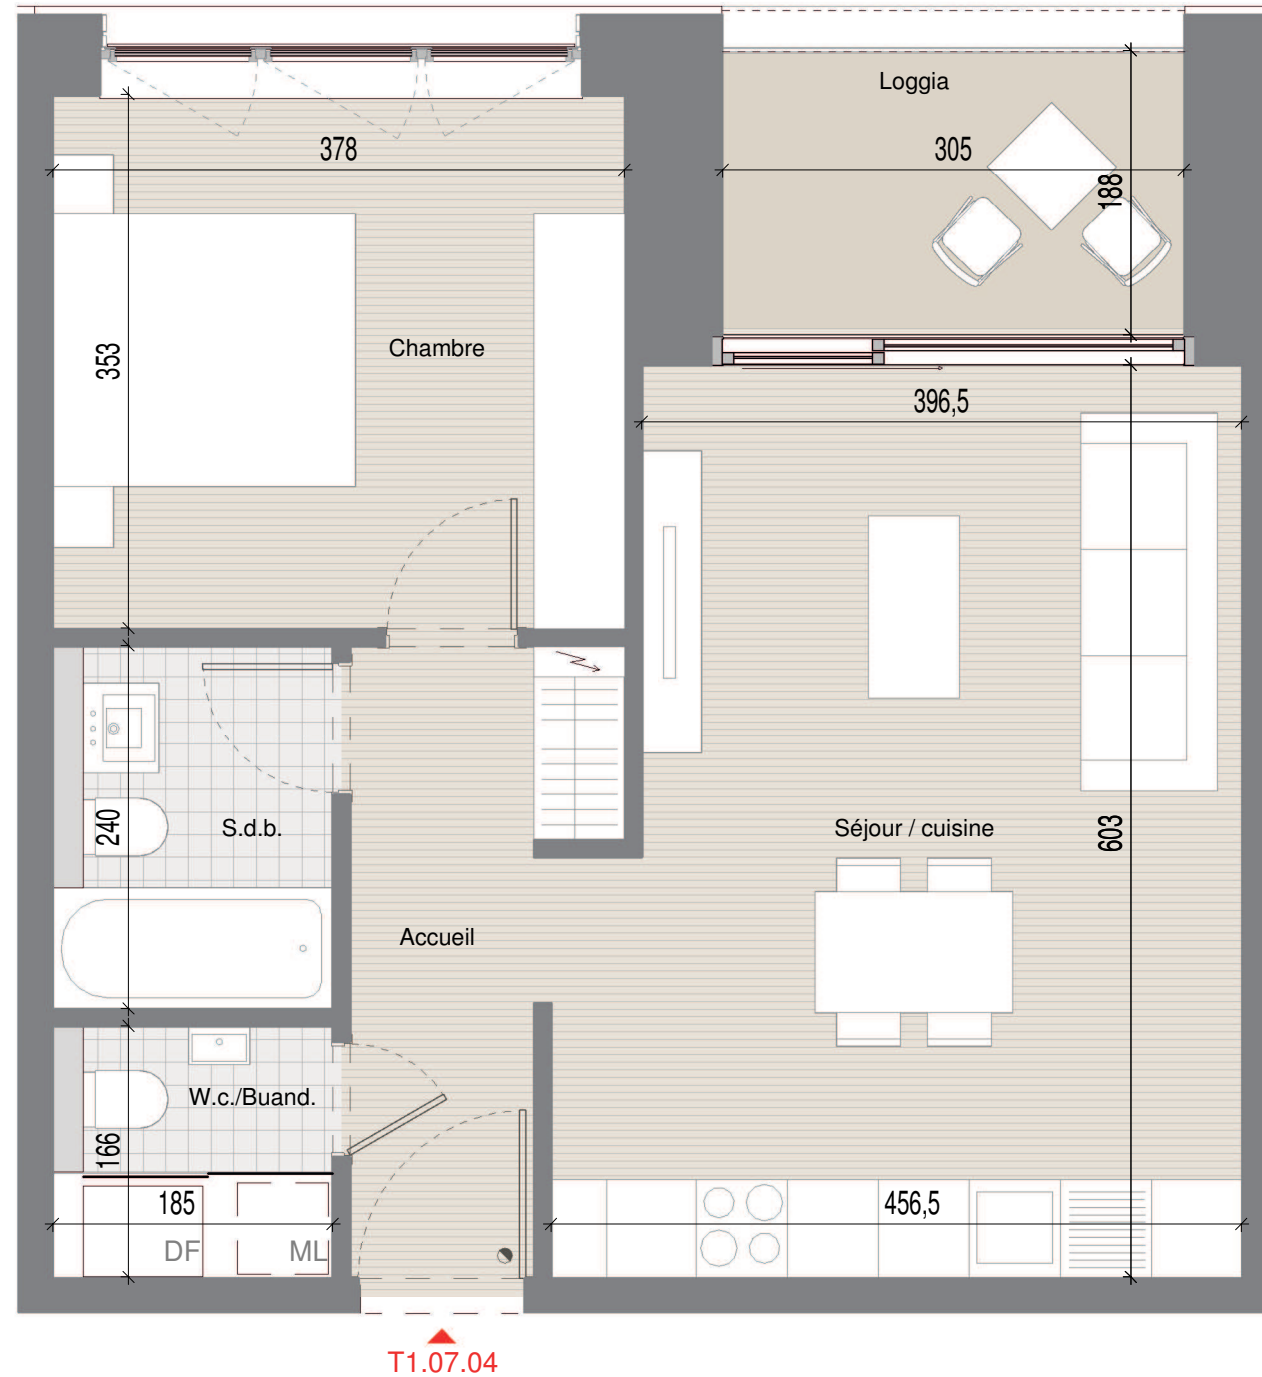 Loggia
378
305
188
353
Chambre
396,5
240
S.d.b.
Séjour / cuisine
603
Accueil
W.c./Buand.
166
185
456,5
DF
ML
T1.07.04